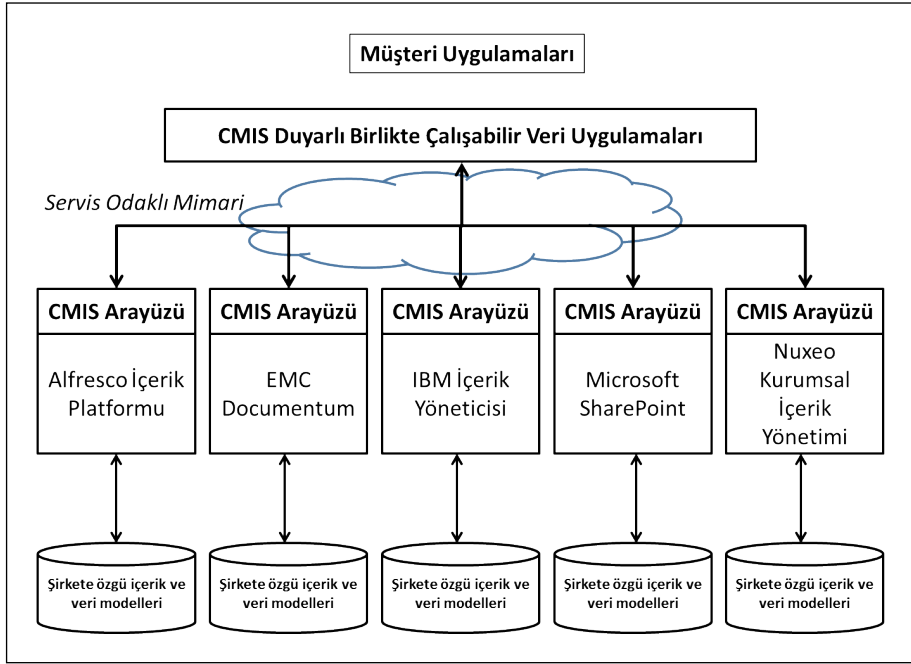 Müşteri Uygulamaları
CMIS Duyarlı Birlikte Çalışabilir Veri Uygulamaları
Servis Odaklı Mimari
CMIS Arayüzü
Alfresco İçerik
Platformu
CMIS Arayüzü
EMC
Documentum
CMIS Arayüzü
IBM İçerik
Yöneticisi
CMIS Arayüzü
Microsoft
SharePoint
CMIS Arayüzü
Nuxeo
Kurumsal
İçerik
Yönetimi
Şirkete özgü içerik ve
veri modelleri
Şirkete özgü içerik ve
veri modelleri
Şirkete özgü içerik ve
veri modelleri
Şirkete özgü içerik ve
veri modelleri
Şirkete özgü içerik ve
veri modelleri